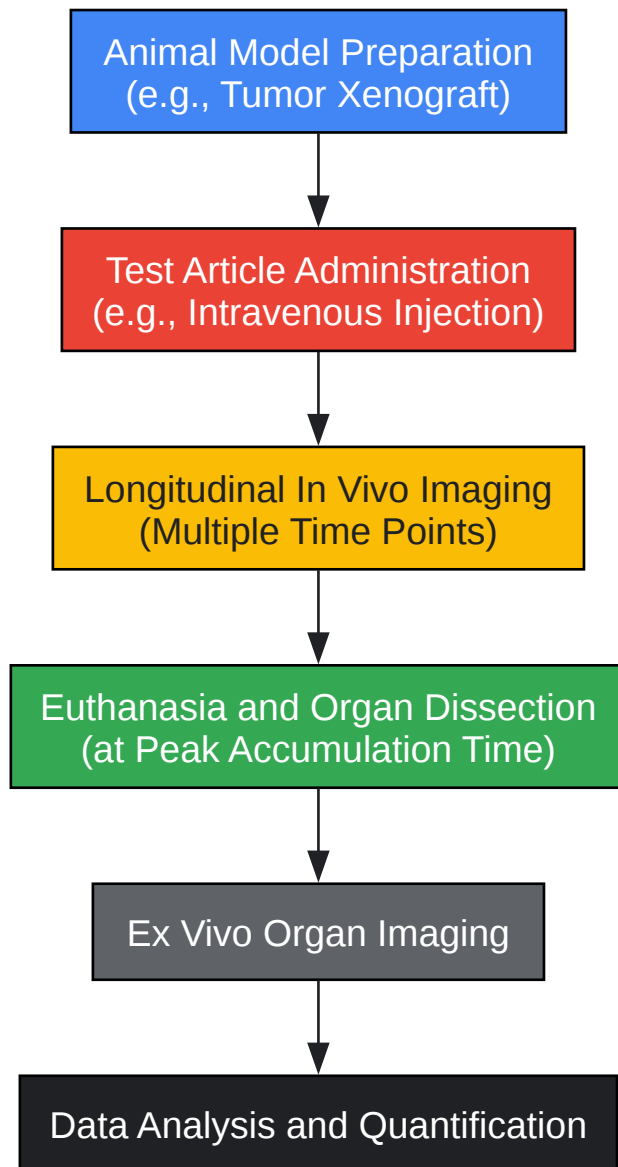 Animal Model Preparation
(e.g., Tumor Xenograft)
Test Article Administration
(e.g., Intravenous Injection)
Longitudinal In Vivo Imaging
(Multiple Time Points)
Euthanasia and Organ Dissection
(at Peak Accumulation Time)
Ex Vivo Organ Imaging
Data Analysis and Quantification